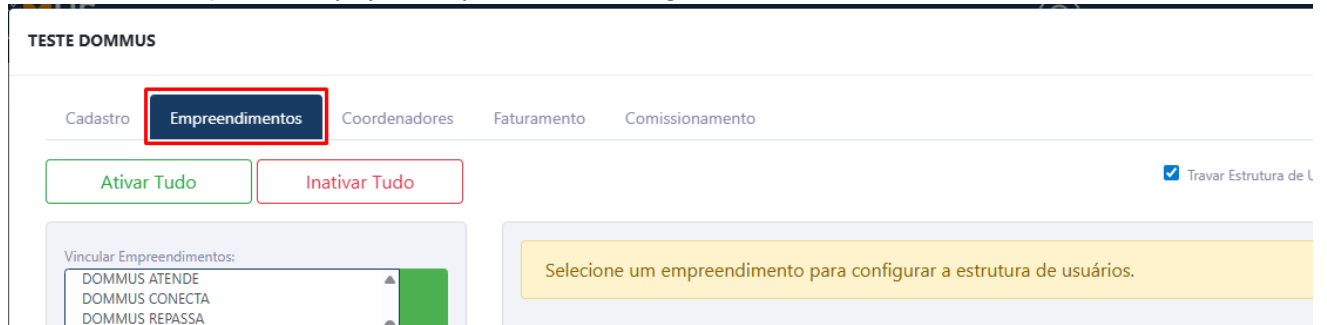 TESTE DOMMUS
Cadastro Empreendimentos Coordenadores Faturamento Comissionamento
Ativar Tudo Inativar Tudo
Travar Estrutura de
Vincular Empreendimentos:
DOMMUS ATENDE
DOMMUS CONECTA
DOMMUS REPASSA
Selecione um empreendimento para configurar a estrutura de usuários.